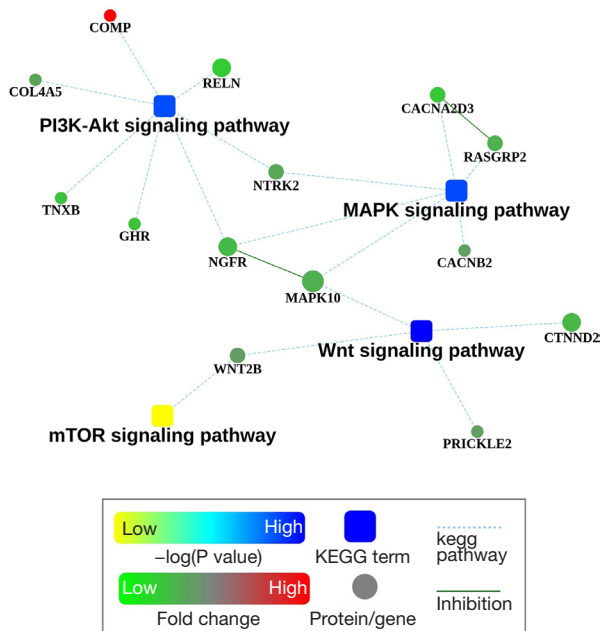 COMP
RELN
COL4A5
CACNA2D3
PI3K-Akt signaling pathway
RASGRP2
NTRK2
TNXB
MAPK signaling pathway
GHR
NGFR
CACNB2
MAPK10
CTNND2
Wnt signaling pathway
WNT2B
mTOR signaling pathway
PRICKLE2
Low High
−log(P value)
KEGG term
kegg
pathway
Low High
Fold change
Protein/gene
Inhibition